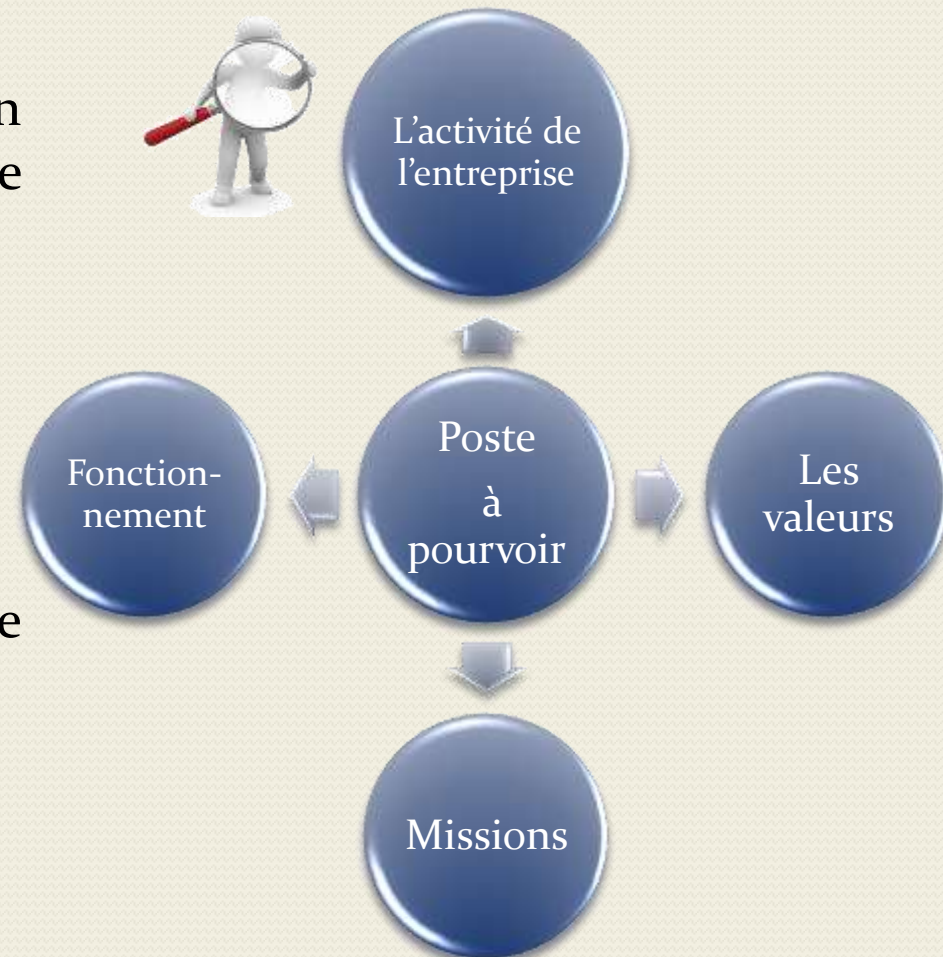 n
e
L'activité de
l'entreprise
Fonction-
nement
Poste
à
pourvoir
Les
valeurs
e
Missions